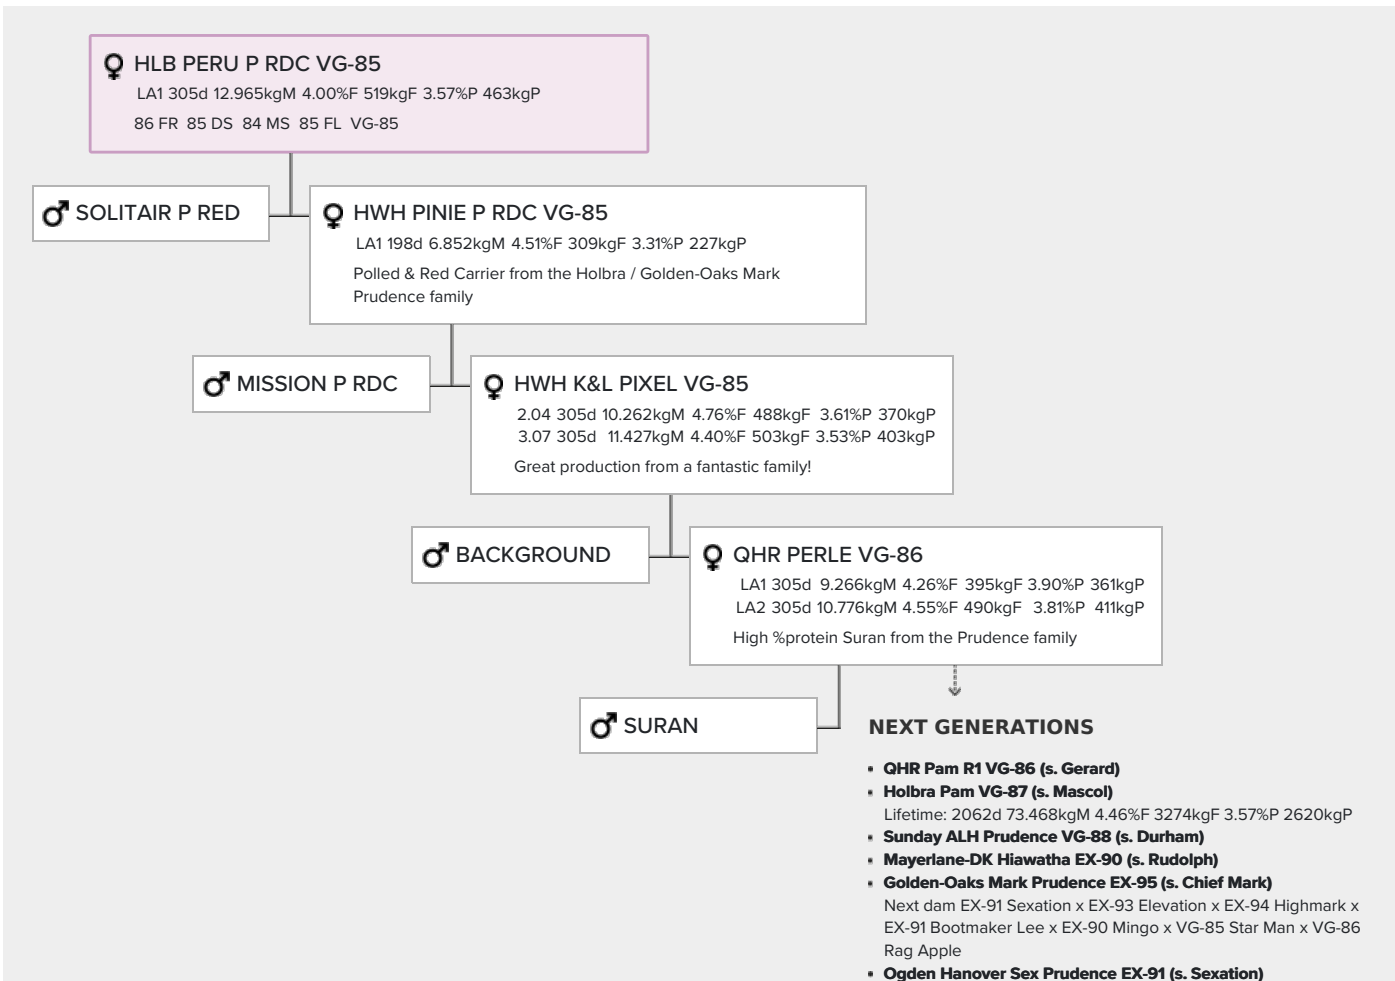 HLB PERU P RDC VG-85
LA1 305d 12.965kgM 4.00%F 519kgF 3.57%P 463kgP
86 FR 85 DS 84 MS 85 FL VG-85
SOLITAIR P RED
HWH PINIE P RDC VG-85
LA1 198d 6.852kgM 4.51%F 309kgF 3.31%P 227kgP
Polled & Red Carrier from the Holbra / Golden-Oaks Mark
Prudence family
MISSION P RDC
HWH K&L PIXEL VG-85
2.04 305d 10.262kgM 4.76%F 488kgF 3.61%P 370kgP
3.07 305d 11.427kgM 4.40%F 503kgF 3.53%P 403kgP
Great production from a fantastic family!
BACKGROUND
QHR PERLE VG-86
LA1 305d 9.266kgM 4.26%F 395kgF 3.90%P 361kgP
LA2 305d 10.776kgM 4.55%F 490kgF 3.81%P 411kgP
High %protein Suran from the Prudence family
SURAN
NEXT GENERATIONS
QHR Pam R1 VG-86 (s. Gerard)
Holbra Pam VG-87 (s. Mascol)
Lifetime: 2062d 73.468kgM 4.46%F 3274kgF 3.57%P 2620kgP
Sunday ALH Prudence VG-88 (s. Durham)
Mayerlane-DK Hiawatha EX-90 (s. Rudolph)
Golden-Oaks Mark Prudence EX-95 (s. Chief Mark)
Next dam EX-91 Sexation x EX-93 Elevation x EX-94 Highmark x
EX-91 Bootmaker Lee x EX-90 Mingo x VG-85 Star Man x VG-86
Rag Apple
Ogden Hanover Sex Prudence EX-91 (s. Sexation)